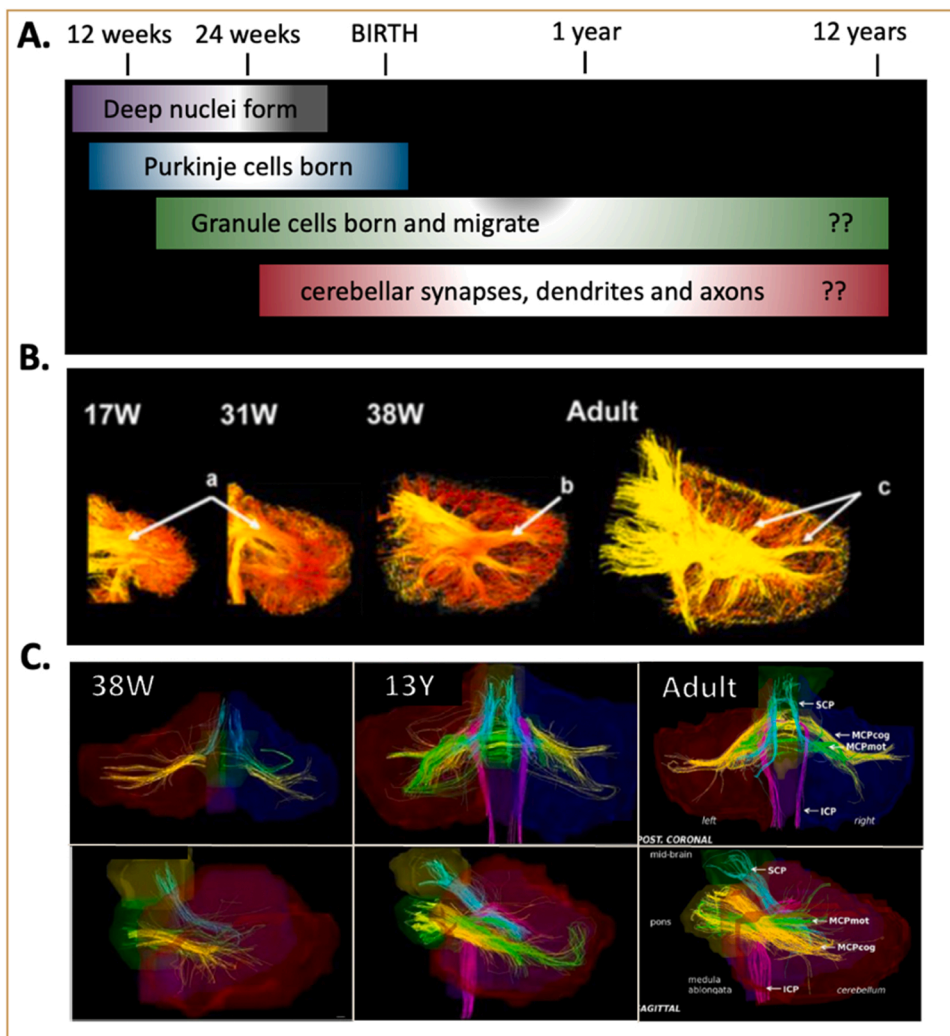 A. 12 weeks 24 weeks BIRTH 1 year 12 years
Deep nuclei form
Purkinje cells born
Granule cells born and migrate ??
cerebellar synapses, dendrites and axons ??
B.
17W 31W 38W Adult
a b c
C.
38W 13Y Adult
SCP
MCPcog
MCPmot
ICP
left right
POST. CORONAL
mid-brain
SCP
pons
MCPmot
MCPcog
medula
ablongata
ICP
cerebellum
AGITTAL